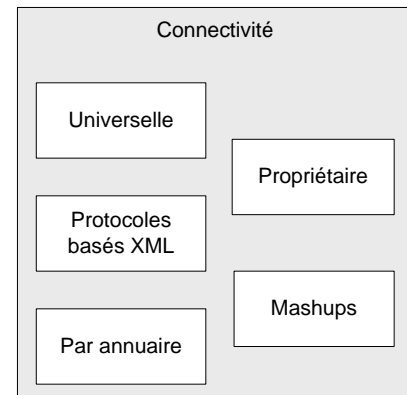 Connectivité
Universelle
Propriétaire
Protocoles
basés XML
Mashups
Par annuaire